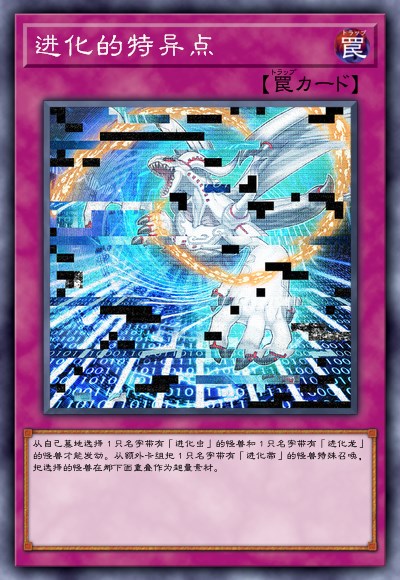 进化的特异点
トラップ
罠
トラップ
【罠カード】
从自己墓地选择1只名字带有「进化虫」的怪兽和1只名字带有「进化龙」
的怪兽才能发动。从额外卡组把1只名字带有「进化帝」的怪兽特殊召唤，
把选择的怪兽在那下面重叠作为超量素材。